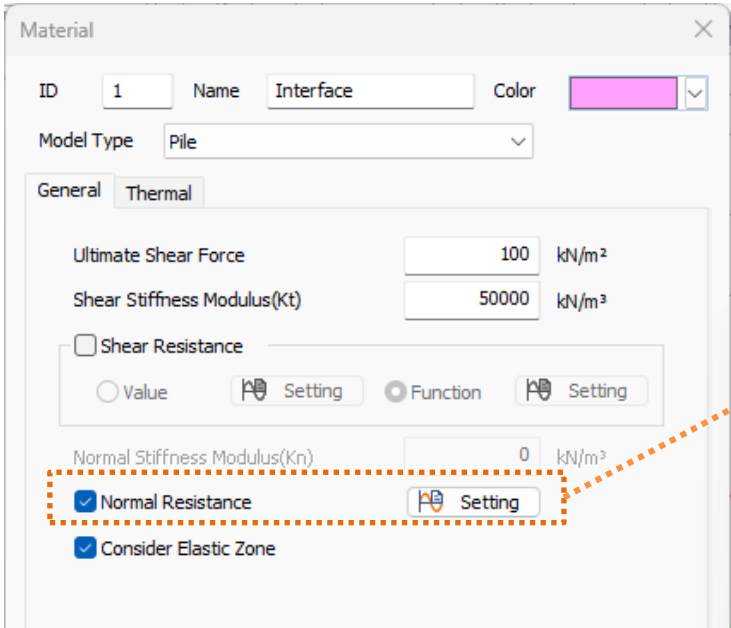 Material
ID 1 Name Interface Color
Model Type Pile
General Thermal
Ultimate Shear Force 100 kN/m²
Shear Stiffness Modulus(Kt) 50000 kN/m³
Shear Resistance
Value Setting Function Setting
Normal Stiffness Modulus(Kn) 0 kN/m³
Normal Resistance Setting
Consider Elastic Zone